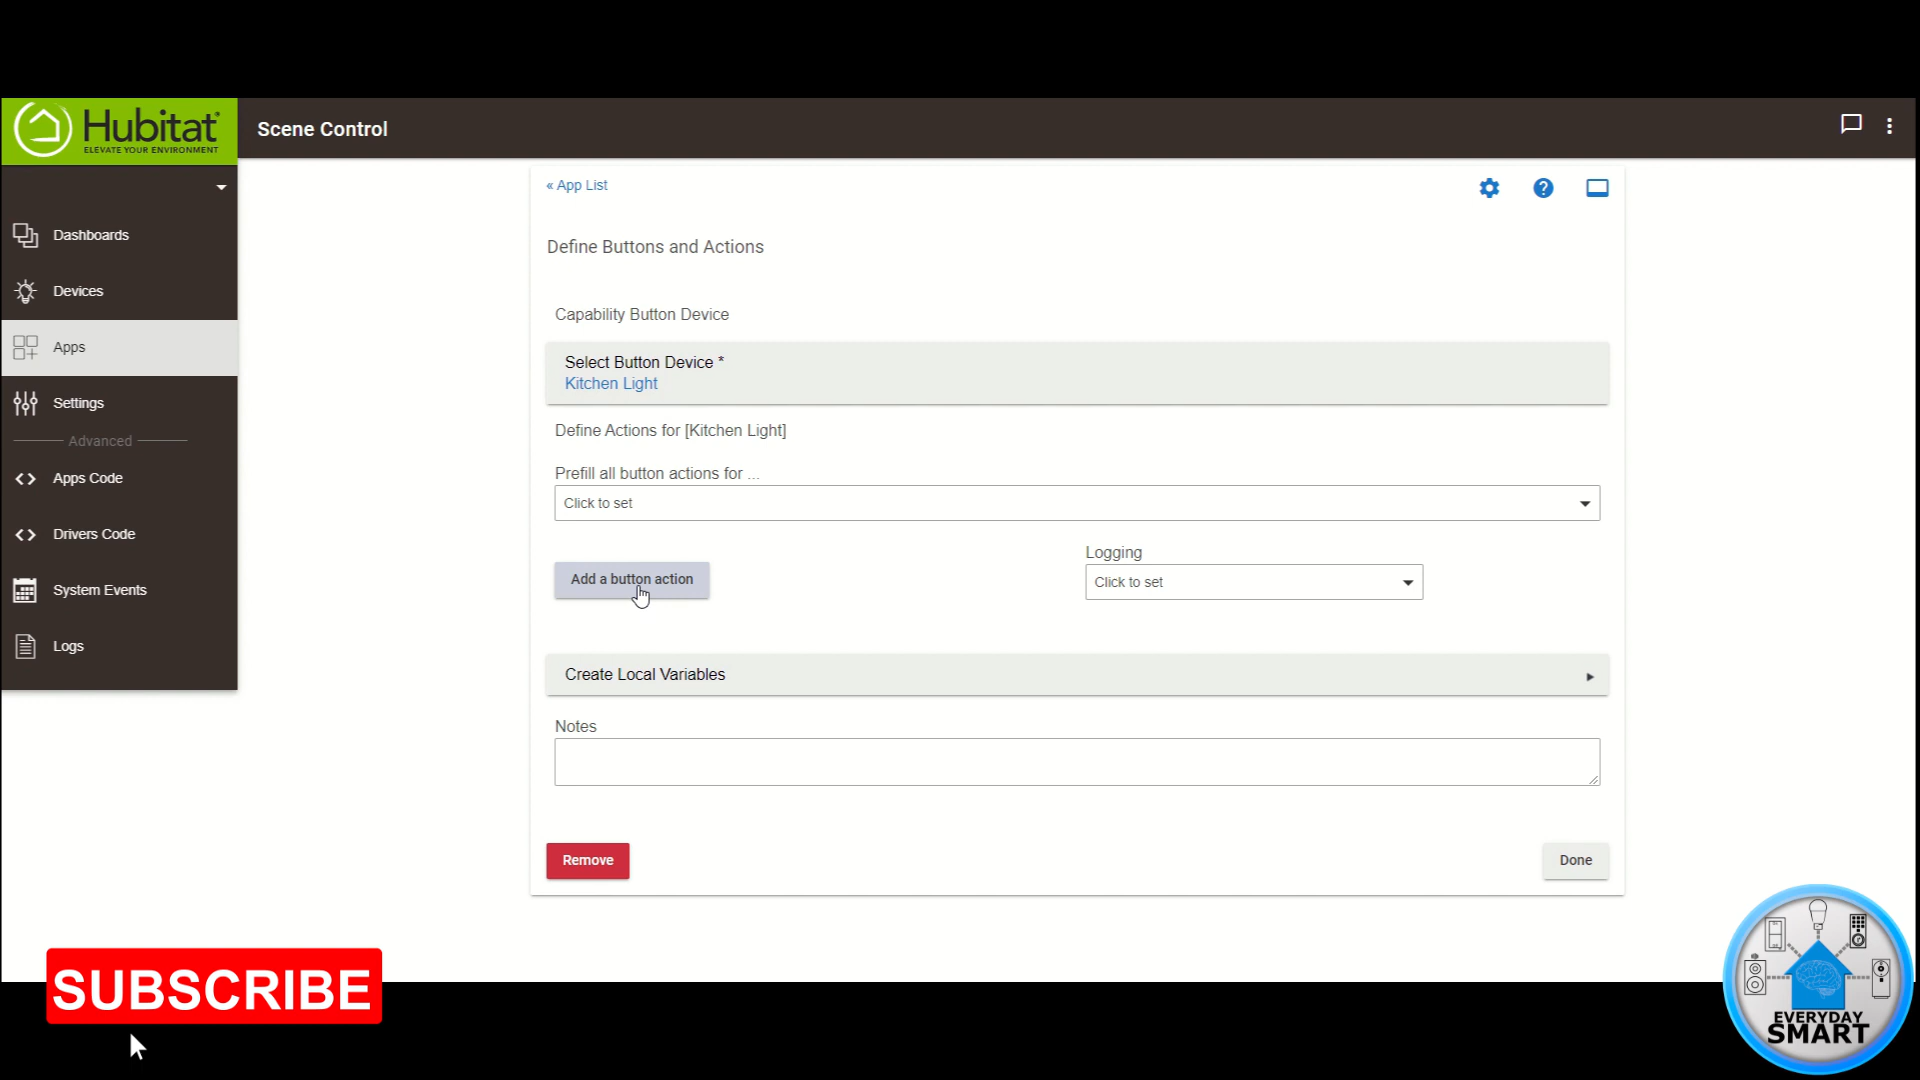 Hubitat
ELEVATE YOUR ENVIRONMENT
Scene Control
Dashboards
Devices
Apps
Settings
Advanced
Apps Code
Drivers Code
System Events
Logs
« App List
Define Buttons and Actions
Capability Button Device
Select Button Device *
Kitchen Light
Define Actions for [Kitchen Light]
Prefill all button actions for ...
Click to set
Add a button action
Logging
Click to set
Create Local Variables
Notes
Remove
Done
SUBSCRIBE
EVERYDAY
SMART